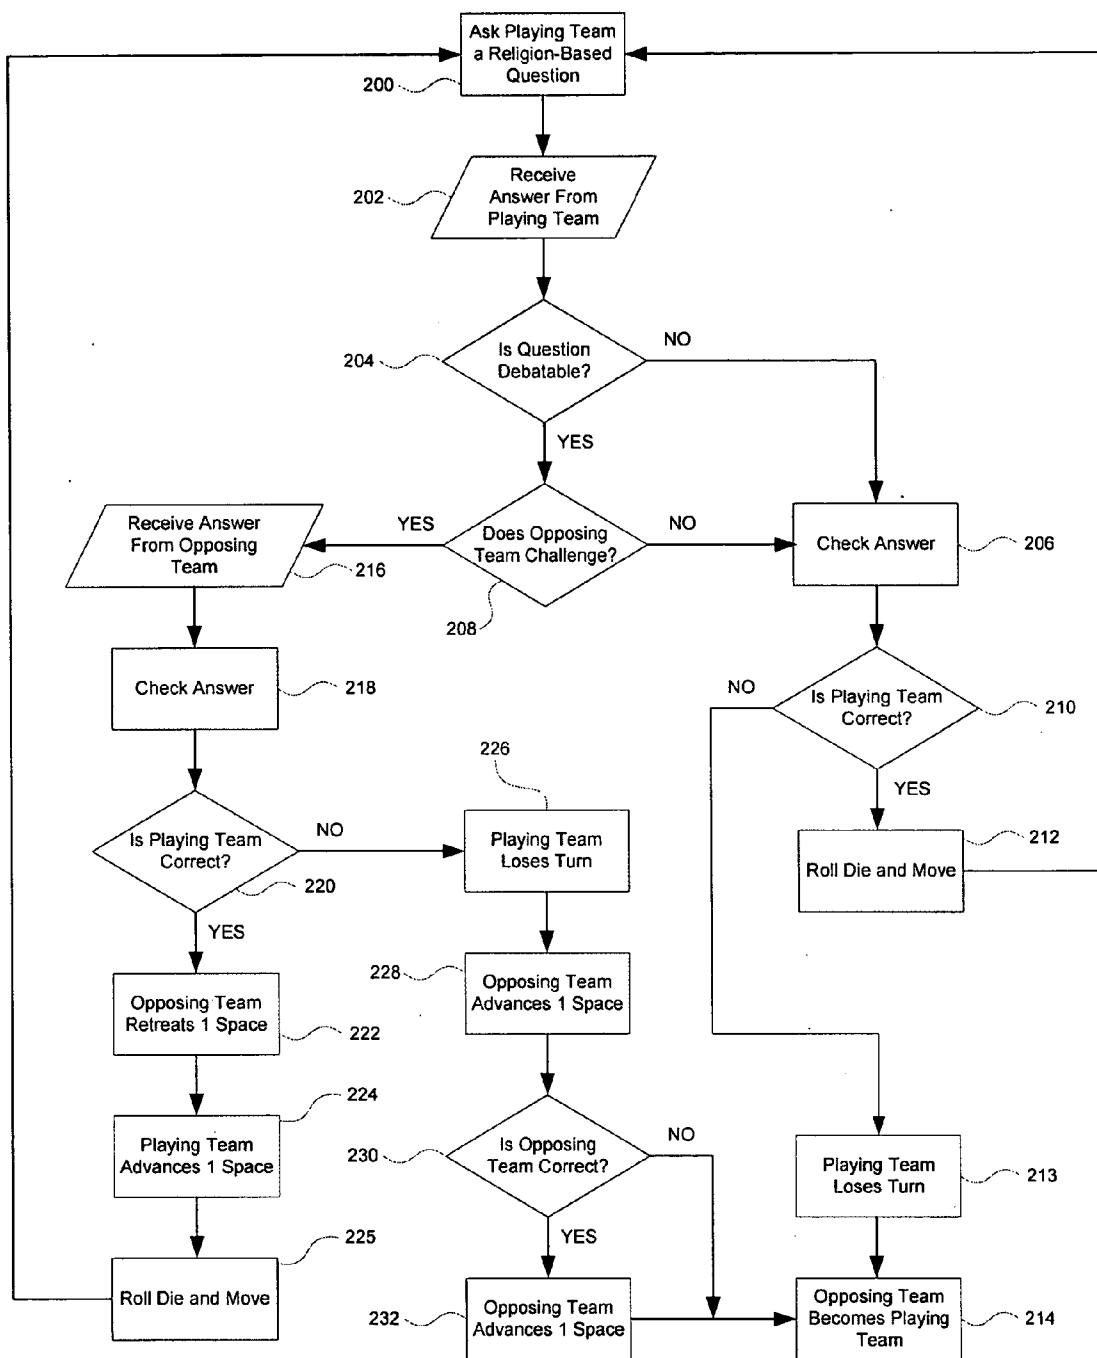 Ask Playing Team
a Religion-Based
Question
200
Receive
Answer From
Playing Team
202
Is Question
Debatable?
204
NO
YES
Does Opposing
Team Challenge?
208
YES
NO
Receive Answer
From Opposing
Team
216
Check Answer
206
Check Answer
218
Is Playing Team
Correct?
210
NO
YES
Roll Die and Move
212
Is Playing Team
Correct?
220
NO
YES
226
Playing Team
Loses Turn
Opposing Team
Retreats 1 Space
222
228
Opposing Team
Advances 1 Space
224
Playing Team
Advances 1 Space
230
Is Opposing
Team Correct?
NO
YES
Playing Team
Loses Turn
213
225
Roll Die and Move
232
Opposing Team
Advances 1 Space
Opposing Team
Becomes Playing
Team
214